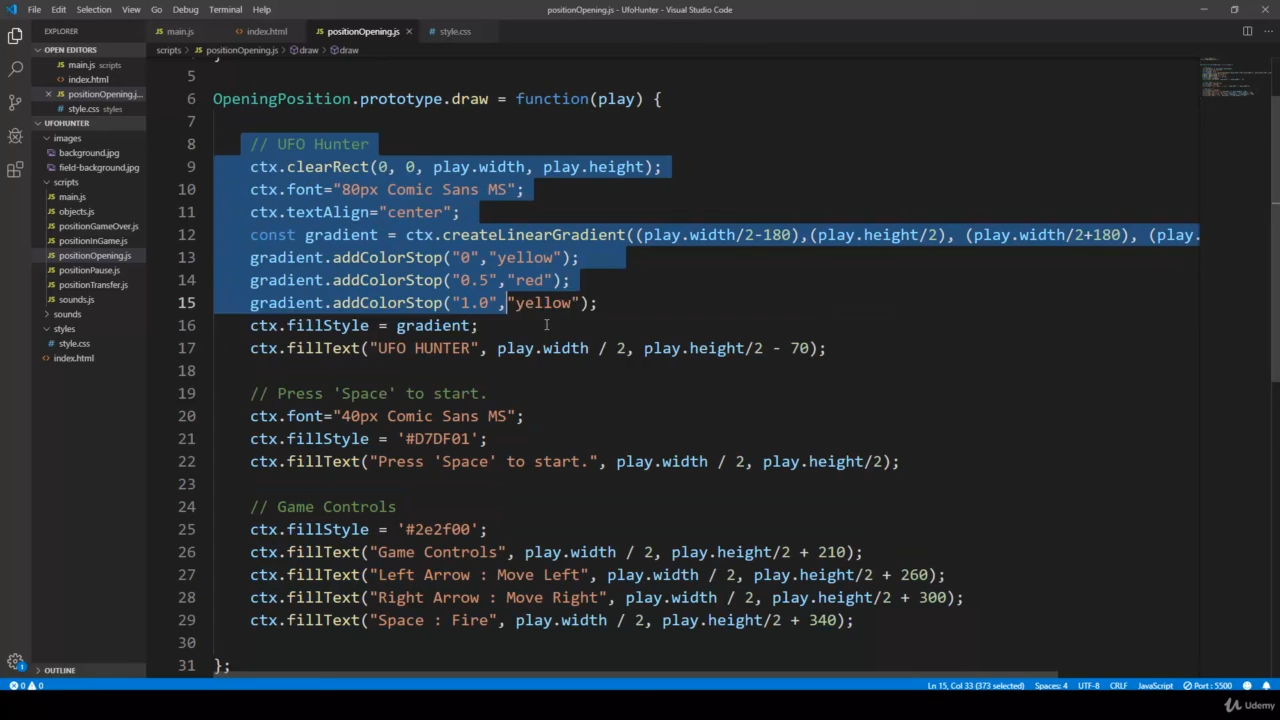 File Edit Selection View Go Debug Terminal Help positionOpening.js - UfoHunter - Visual Studio Code
EXPLORER main.js index.html positionOpening.js style.css
OPEN EDITORS
scripts > positionOpening.js > draw > draw
main.js scripts
index.html
positionOpening.j...
style.css styles
UFOHUNTER
images
background.jpg
field-background.jpg
scripts
main.js
objects.js
positionGameOver.js
positionInGame.js
positionOpening.js
positionPause.js
positionTransfer.js
sounds.js
sounds
styles
style.css
index.html
OUTLINE
5
6 OpeningPosition.prototype.draw = function(play) {
7
8 // UFO Hunter
9 ctx.clearRect(0, 0, play.width, play.height);
10 ctx.font="80px Comic Sans MS";
11 ctx.textAlign="center";
12 const gradient = ctx.createLinearGradient((play.width/2-180),(play.height/2), (play.width/2+180), (play.
13 gradient.addColorStop("0","yellow");
14 gradient.addColorStop("0.5","red");
15 gradient.addColorStop("1.0","yellow");
16 ctx.fillStyle = gradient;
17 ctx.fillText("UFO HUNTER", play.width / 2, play.height/2 - 70);
18
19 // Press 'Space' to start.
20 ctx.font="40px Comic Sans MS";
21 ctx.fillStyle = '#D7DF01';
22 ctx.fillText("Press 'Space' to start.", play.width / 2, play.height/2);
23
24 // Game Controls
25 ctx.fillStyle = '#2e2f00';
26 ctx.fillText("Game Controls", play.width / 2, play.height/2 + 210);
27 ctx.fillText("Left Arrow : Move Left", play.width / 2, play.height/2 + 260);
28 ctx.fillText("Right Arrow : Move Right", play.width / 2, play.height/2 + 300);
29 ctx.fillText("Space : Fire", play.width / 2, play.height/2 + 340);
30
31 };
1
0 0 Ln 15, Col 33 (373 selected) Spaces: 4 UTF-8 CRLF JavaScript Port : 5500
Udemy